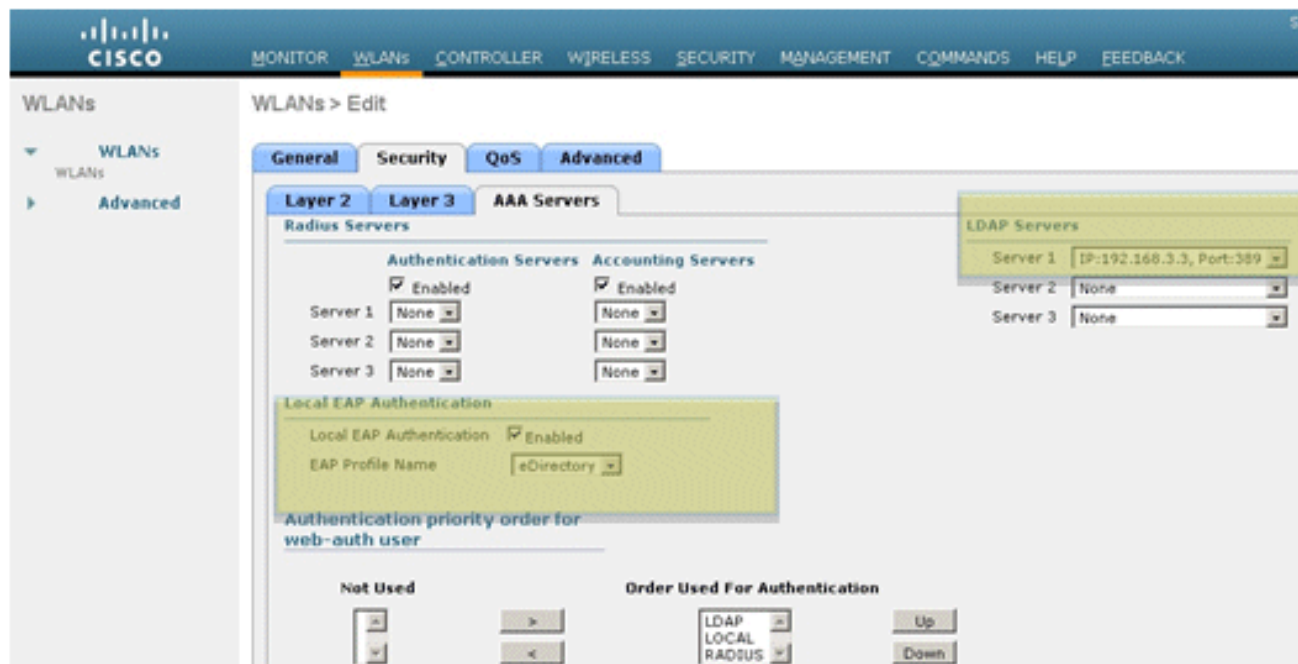 S
CISCO
MONITOR WLANs CONTROLLER WIRELESS SECURITY MANAGEMENT COMMANDS HELP FEEDBACK
WLANs
WLANs > Edit
WLANs
WLANs
Advanced
General Security QoS Advanced
Layer 2 Layer 3 AAA Servers
Radius Servers
LDAP Servers
Authentication Servers Accounting Servers
Server 1 IP:192.168.3.3, Port:389
Enabled Enabled
Server 2 None
Server 1 None None
Server 3 None
Server 2 None None
Server 3 None None
Local EAP Authentication
Local EAP Authentication Enabled
EAP Profile Name eDirectory
Authentication priority order for
web-auth user
Not Used Order Used For Authentication
> LDAP Up
LOCAL
< RADIUS Down